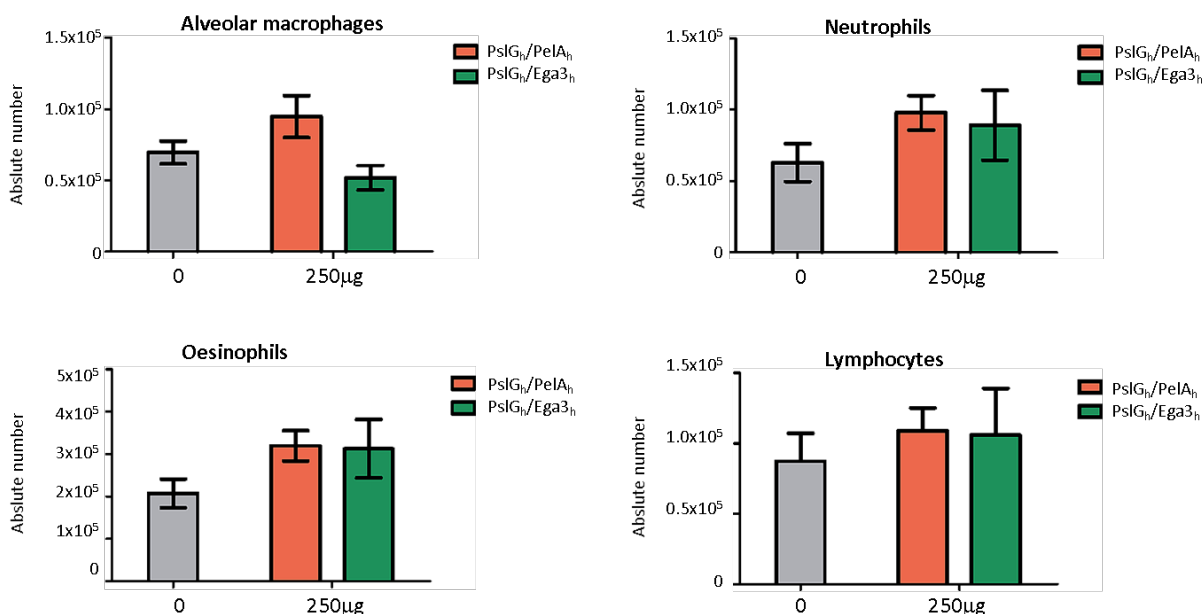 Alveolar macrophages
1.5x10⁵
1.0x10⁵
0.5x10⁵
0
Abslute number
0
250µg
PslGₕ/PelAₕ
PslGₕ/Ega3ₕ
Neutrophils
1.5x10⁵
1.0x10⁵
0.5x10⁵
0
Abslute number
0
250µg
PslGₕ/PelAₕ
PslGₕ/Ega3ₕ
Oesinophils
5x10⁵
4x10⁵
3x10⁵
2x10⁵
1x10⁵
0
Abslute number
0
250µg
PslGₕ/PelAₕ
PslGₕ/Ega3ₕ
Lymphocytes
1.5x10⁵
1.0x10⁵
0.5x10⁵
0
Abslute number
0
250µg
PslGₕ/PelAₕ
PslGₕ/Ega3ₕ